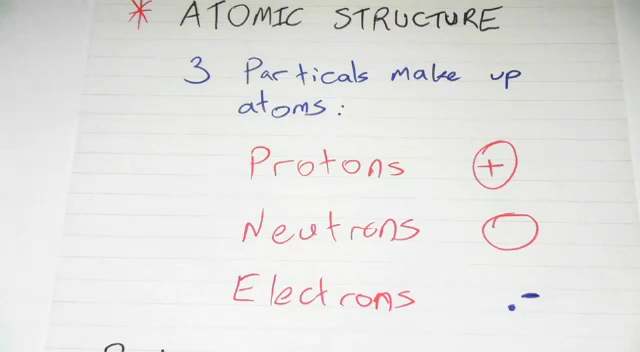 * ATOMIC STRUCTURE
3 Particals make up
atoms:
Protons +
Neutrons
Electrons .-